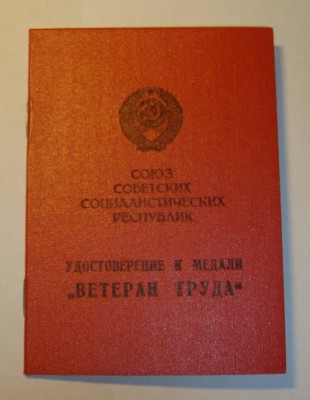 СОЮЗ
СОВЕТСКИХ
СОЦИАЛИСТИЧЕСКИХ
РЕСПУБЛИК
УДОСТОВЕРЕНИЕ К МЕДАЛИ
„ВЕТЕРАН ТРУДА“